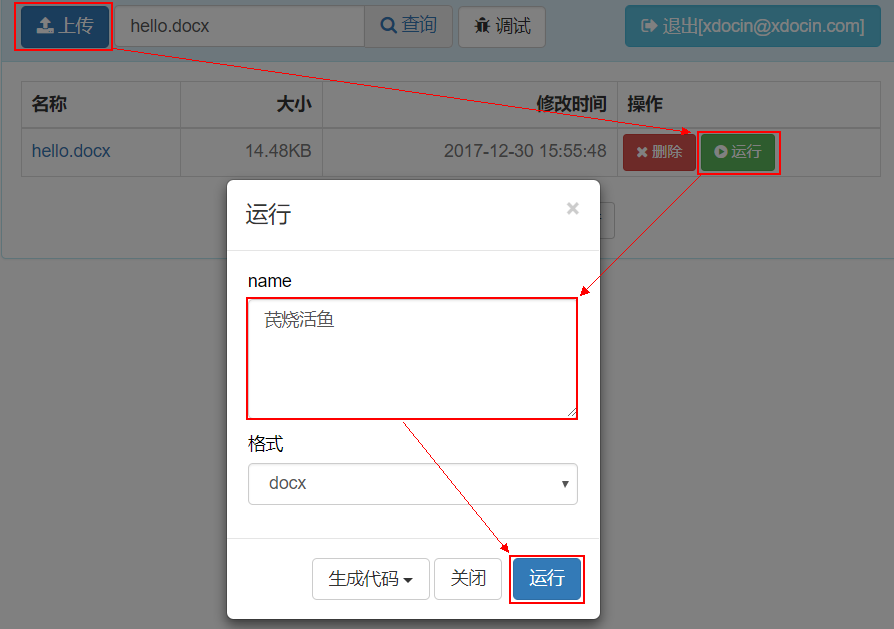 上传 hello.docx 查询 调试 退出[xdocin@xdocin.com]
名称 大小 修改时间 操作
hello.docx 14.48KB 2017-12-30 15:55:48 删除 运行
运行 ×
name
芪烧活鱼
格式
docx
生成代码 关闭 运行